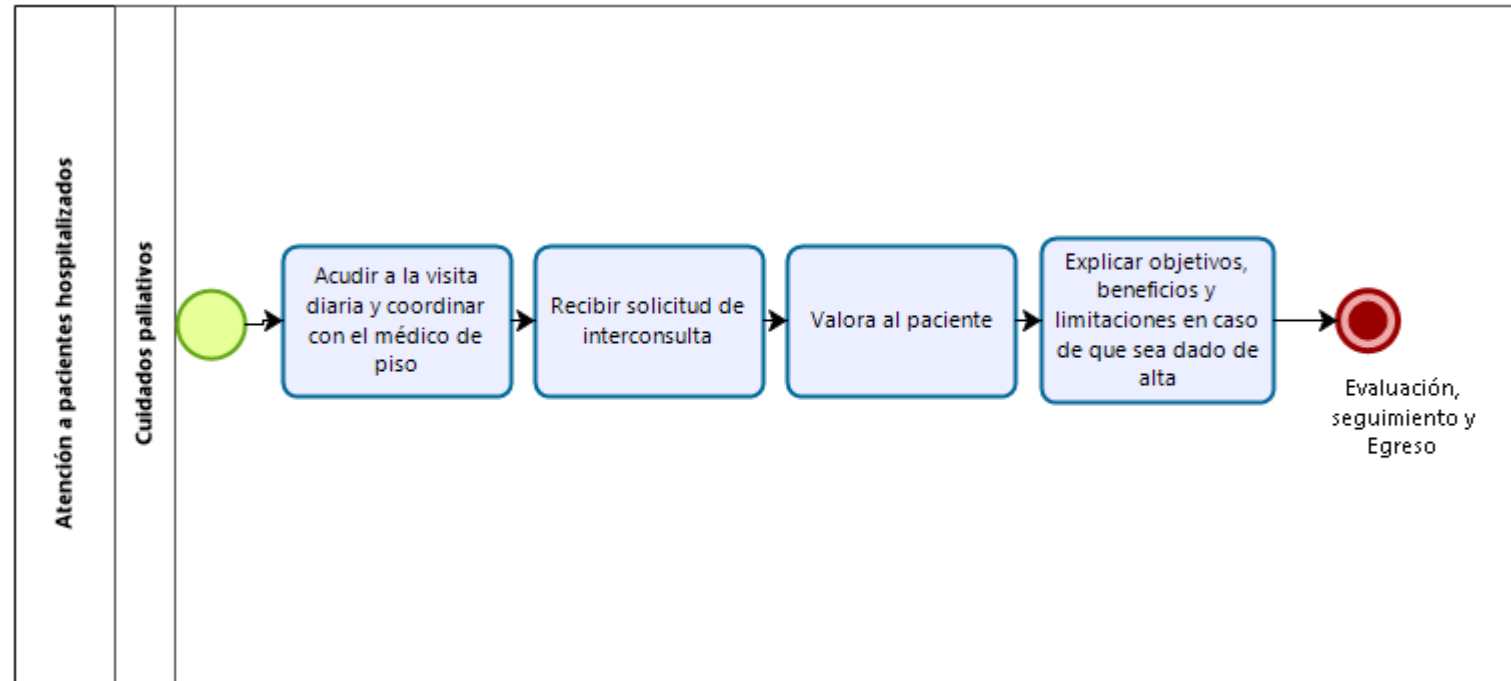 Atención a pacientes hospitalizados
Cuidados paliativos
Acudir a la visita
diaria y coordinar
con el médico de
piso
Recibir solicitud de
interconsulta
Valora al paciente
Explicar objetivos,
beneficios y
limitaciones en caso
de que sea dado de
alta
Evaluación,
seguimiento y
Egreso